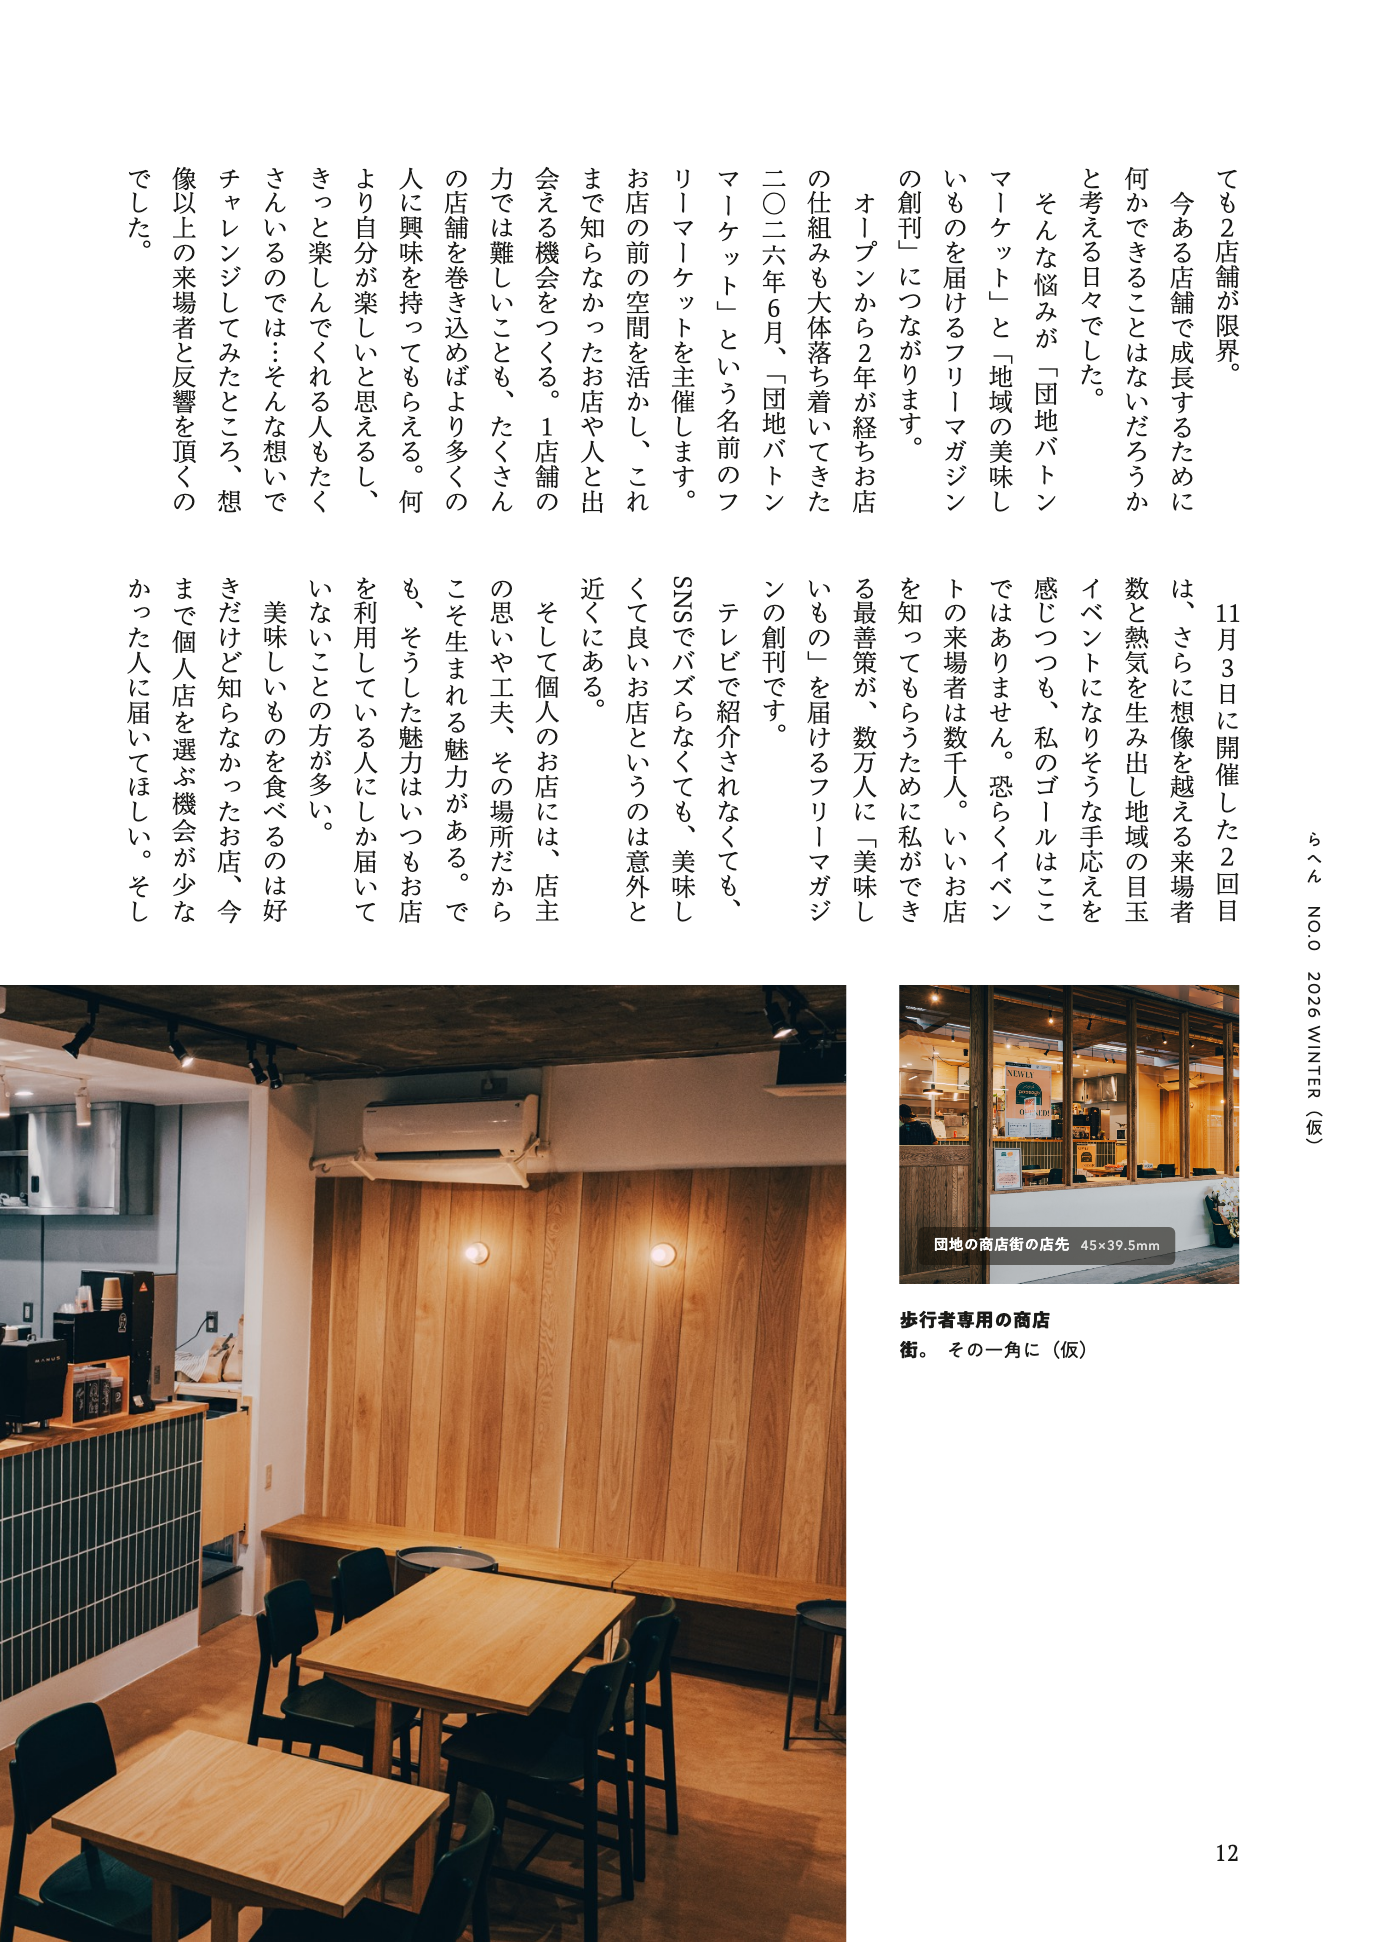 ても2店舗が限界。
今ある店舗で成長するために
何かできることはないだろうか
と考える日々でした。
そんな悩みが「団地バトン
マーケット」と「地域の美味し
いものを届けるフリーマガジン
の創刊」につながります。
オープンから2年が経ちお店
の仕組みも大体落ち着いてきた
二〇二六年6月、「団地バトン
マーケット」という名前のフ
リーマーケットを主催します。
お店の前の空間を活かし、これ
まで知らなかったお店や人と出
会える機会をつくる。1店舗の
力では難しいことも、たくさん
の店舗を巻き込めばより多くの
人に興味を持ってもらえる。何
より自分が楽しいと思えるし、
きっと楽しんでくれる人もたく
さんいるのでは…そんな想いで
チャレンジしてみたところ、想
像以上の来場者と反響を頂くの
でした。
11月3日に開催した2回目
は、さらに想像を越える来場者
数と熱気を生み出し地域の目玉
イベントになりそうな手応えを
感じつつも、私のゴールはここ
ではありません。恐らくイベン
トの来場者は数千人。いいお店
を知ってもらうために私ができ
る最善策が、数万人に「美味し
いもの」を届けるフリーマガジ
ンの創刊です。
テレビで紹介されなくても、
SNSでバズらなくても、美味し
くて良いお店というのは意外と
近くにある。
そして個人のお店には、店主
の思いや工夫、その場所だから
こそ生まれる魅力がある。で
も、そうした魅力はいつもお店
を利用している人にしか届いて
いないことの方が多い。
美味しいものを食べるのは好
きだけど知らなかったお店、今
まで個人店を選ぶ機会が少な
かった人に届いてほしい。そし
らへん NO.0 2026 WINTER（仮）
NEWLY
OPENED!
団地の商店街の店先 45×39.5mm
歩行者専用の商店
街。 その一角に（仮）
12